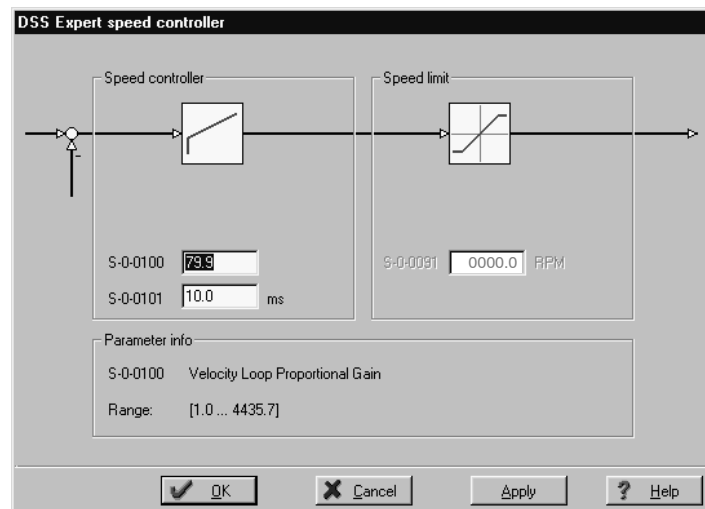 DSS Expert speed controller
Speed controller
Speed limit
-
S-0-0100 79.9
S-0-0091 0000.0 RPM
S-0-0101 10.0 ms
Parameter info
S-0-0100 Velocity Loop Proportional Gain
Range: [1.0 ... 4435.7]
OK
Cancel
Apply
? Help